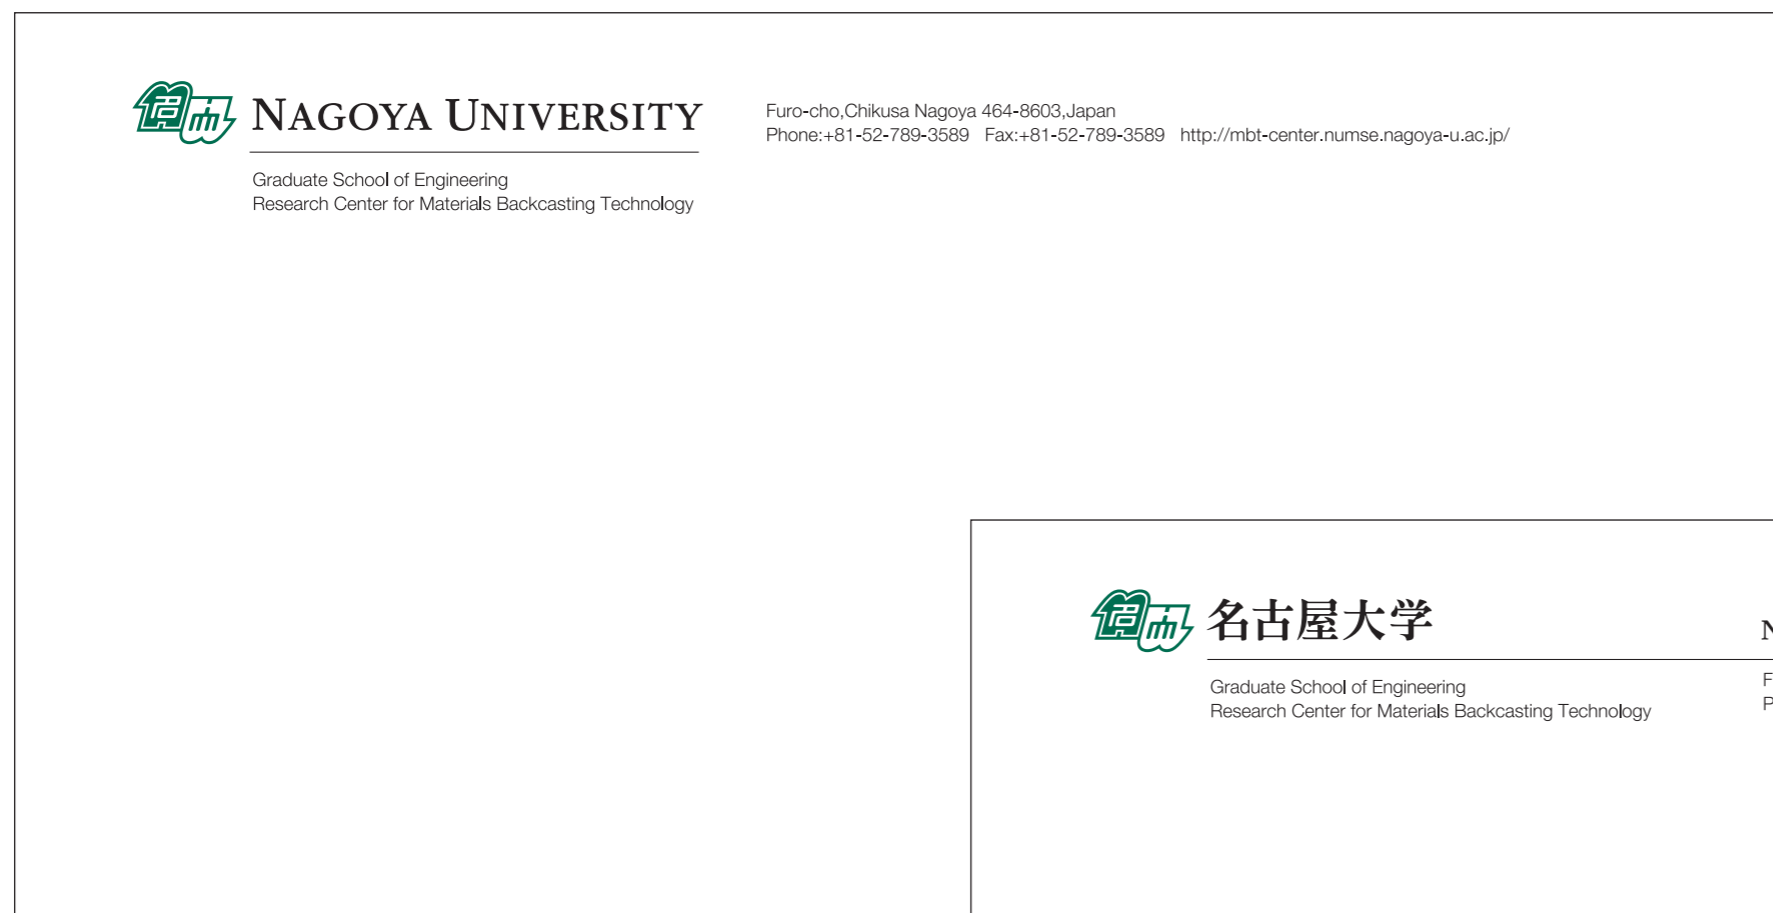 NAGOYA UNIVERSITY
Furo-cho,Chikusa Nagoya 464-8603,Japan
Phone:+81-52-789-3589 Fax:+81-52-789-3589 http://mbt-center.numse.nagoya-u.ac.jp/
Graduate School of Engineering
Research Center for Materials Backcasting Technology
名古屋大学
Graduate School of Engineering
Research Center for Materials Backcasting Technology